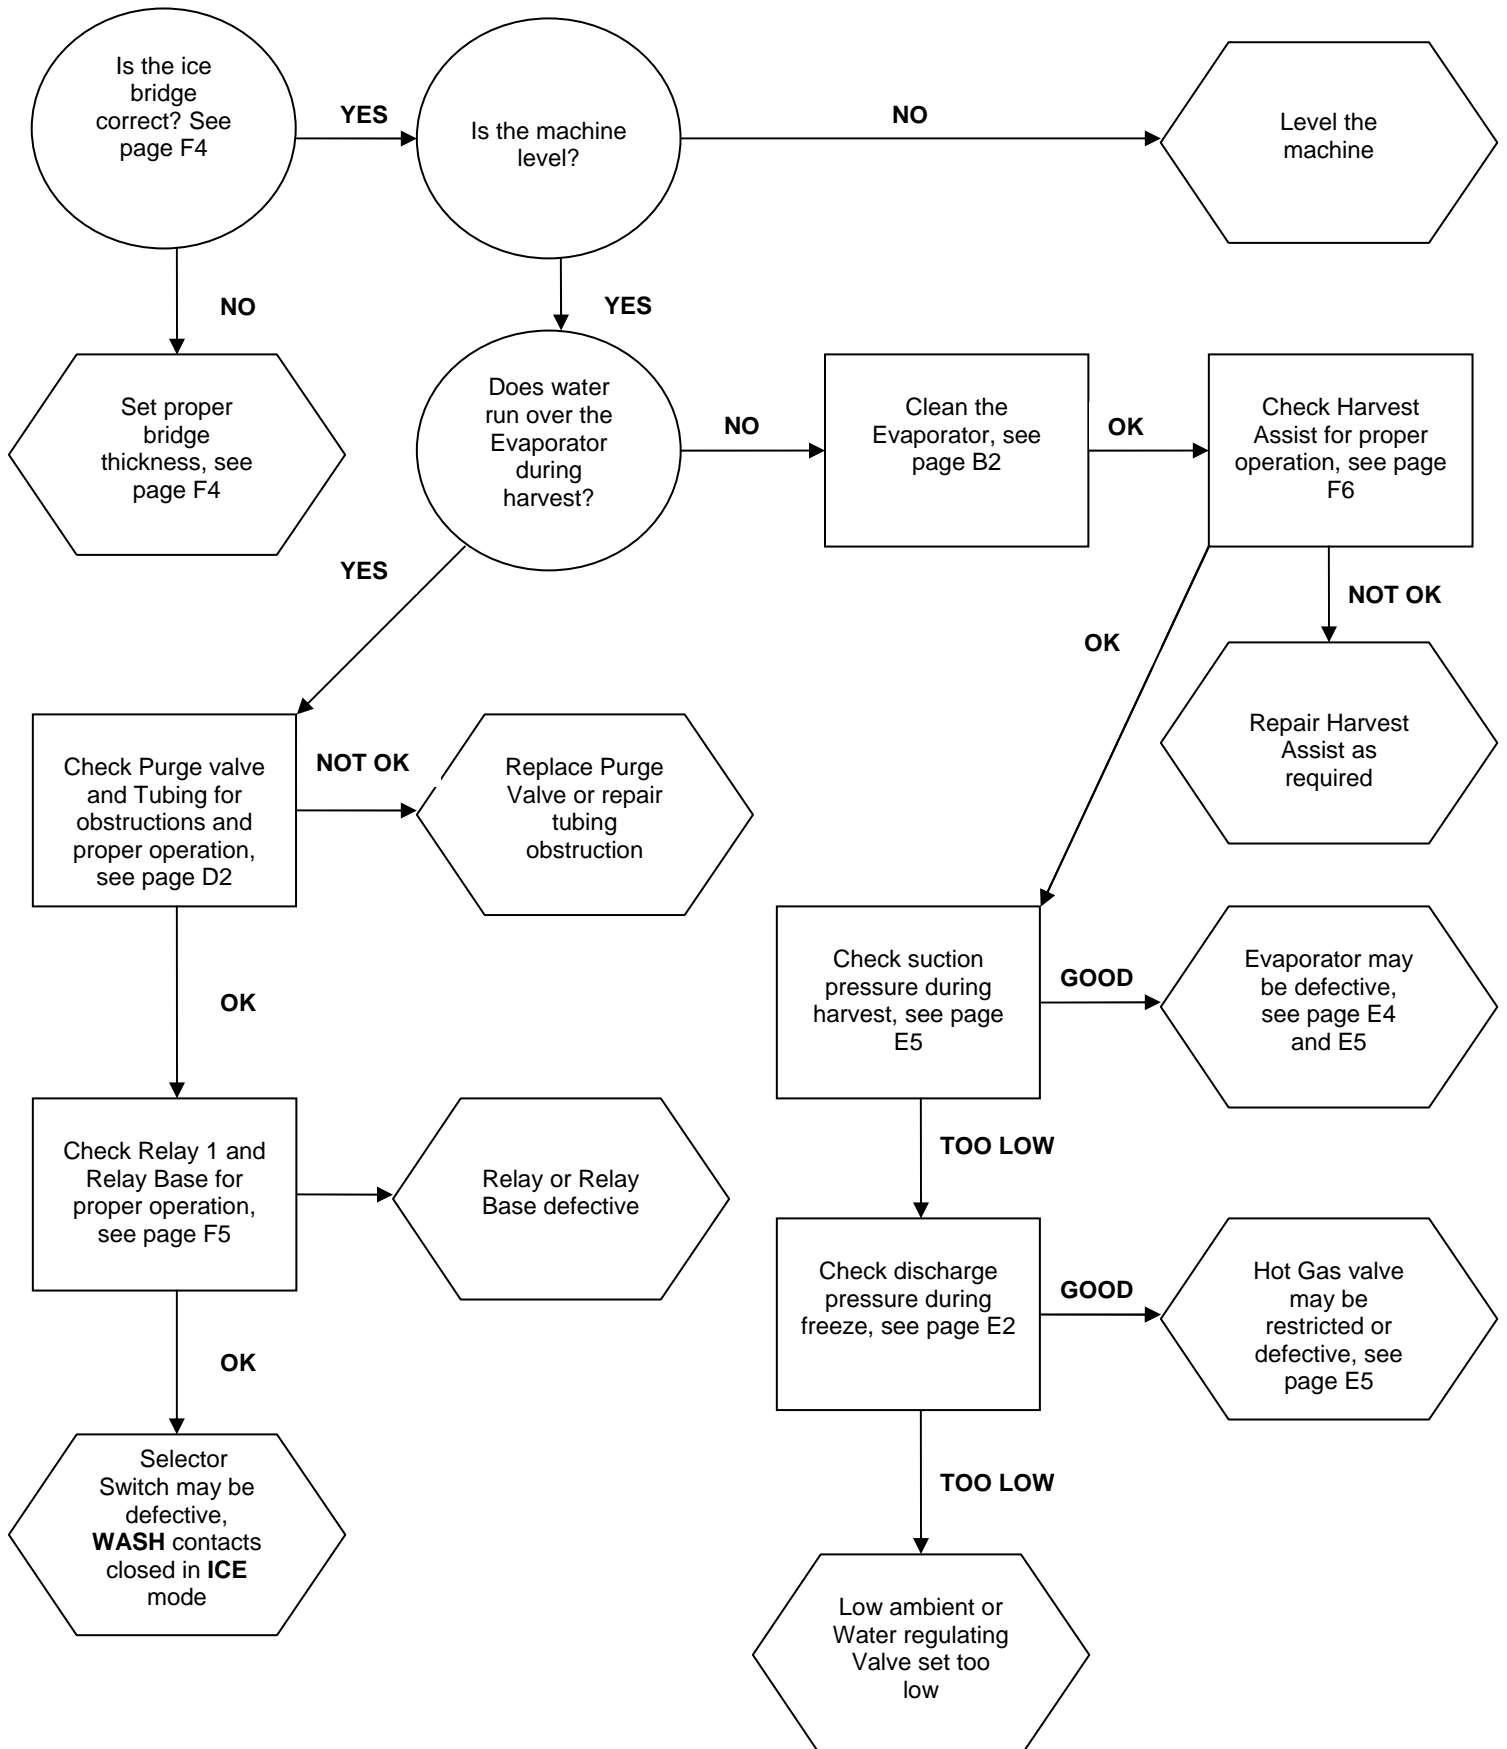 Is the ice
bridge
correct? See
page F4
YES
Is the machine
level?
NO
Level the
machine
NO
YES
Set proper
bridge
thickness, see
page F4
Does water
run over the
Evaporator
during
harvest?
NO
Clean the
Evaporator, see
page B2
OK
Check Harvest
Assist for proper
operation, see page
F6
YES
OK
NOT OK
Repair Harvest
Assist as
required
Check Purge valve
and Tubing for
obstructions and
proper operation,
see page D2
NOT OK
Replace Purge
Valve or repair
tubing
obstruction
OK
Check suction
pressure during
harvest, see page
E5
GOOD
Evaporator may
be defective,
see page E4
and E5
Check Relay 1 and
Relay Base for
proper operation,
see page F5
Relay or Relay
Base defective
TOO LOW
Check discharge
pressure during
freeze, see page E2
GOOD
Hot Gas valve
may be
restricted or
defective, see
page E5
OK
Selector
Switch may be
defective,
WASH contacts
closed in ICE
mode
TOO LOW
Low ambient or
Water regulating
Valve set too
low